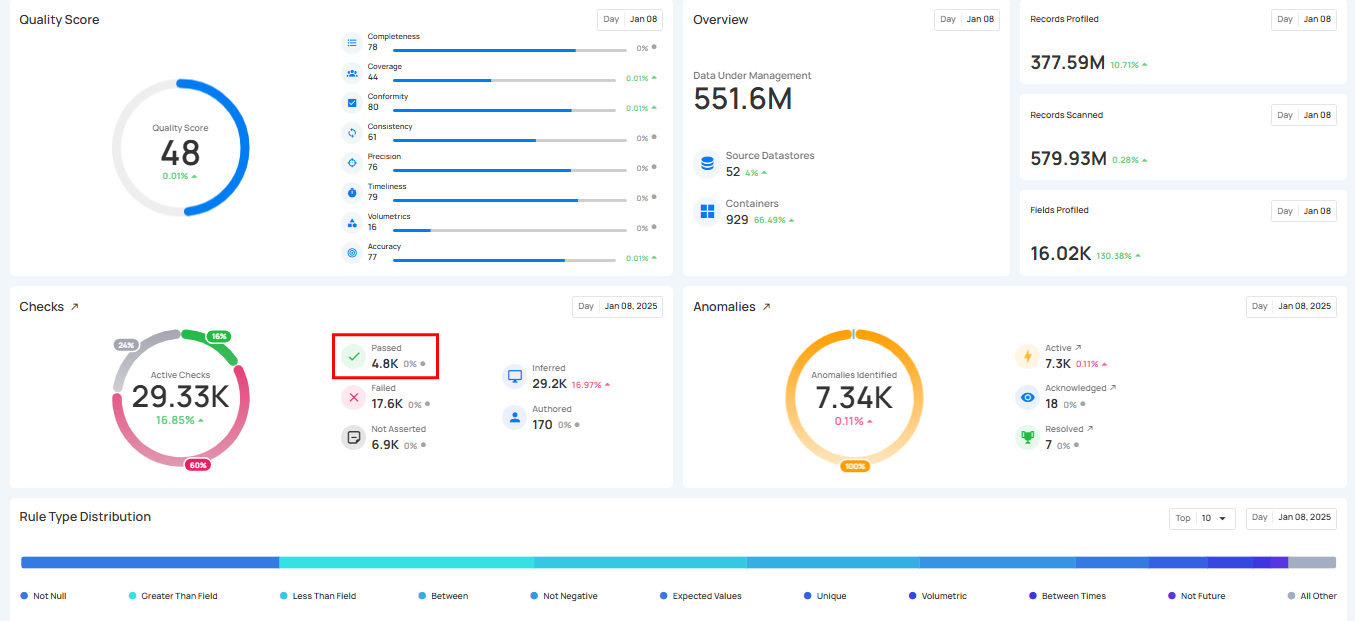 Quality Score
Day Jan 08
Quality Score
48
0.01%
Completeness
78
0%
Coverage
44
0.01%
Conformity
80
0.01%
Consistency
61
0%
Precision
76
0%
Timeliness
79
0%
Volumetrics
16
0%
Accuracy
77
0.01%
Overview
Day Jan 08
Data Under Management
551.6M
Source Datastores
52 4%
Containers
929 66.49%
Records Profiled
Day Jan 08
377.59M 10.71%
Records Scanned
Day Jan 08
579.93M 0.28%
Fields Profiled
Day Jan 08
16.02K 130.38%
Checks
Day Jan 08, 2025
16%
24%
Active Checks
29.33K
16.85%
60%
Passed
4.8K 0%
Failed
17.6K 0%
Not Asserted
6.9K 0%
Inferred
29.2K 16.97%
Authored
170 0%
Anomalies
Day Jan 08, 2025
Anomalies Identified
7.34K
0.11%
100%
Active
7.3K 0.11%
Acknowledged
18 0%
Resolved
7 0%
Rule Type Distribution
Top 10
Day Jan 08, 2025
Not Null
Greater Than Field
Less Than Field
Between
Not Negative
Expected Values
Unique
Volumetric
Between Times
Not Future
All Other